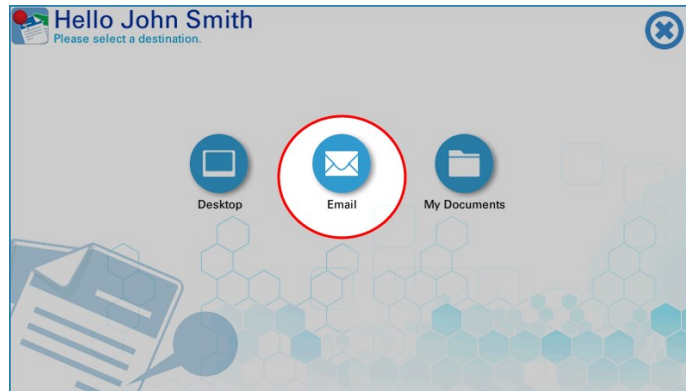 Hello John Smith
Please select a destination.
Desktop
Email
My Documents